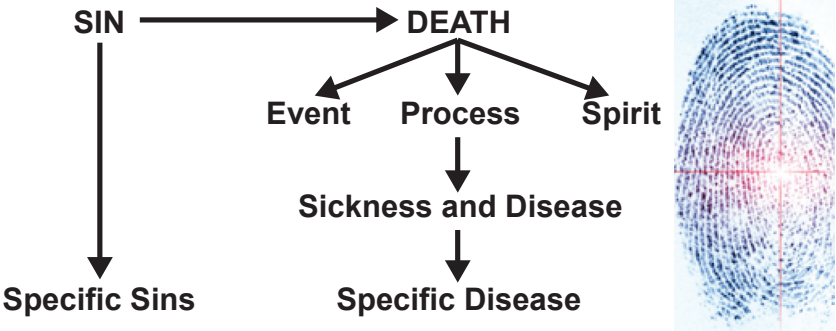 SIN DEATH
Event Process Spirit
Sickness and Disease
Specific Sins Specific Disease